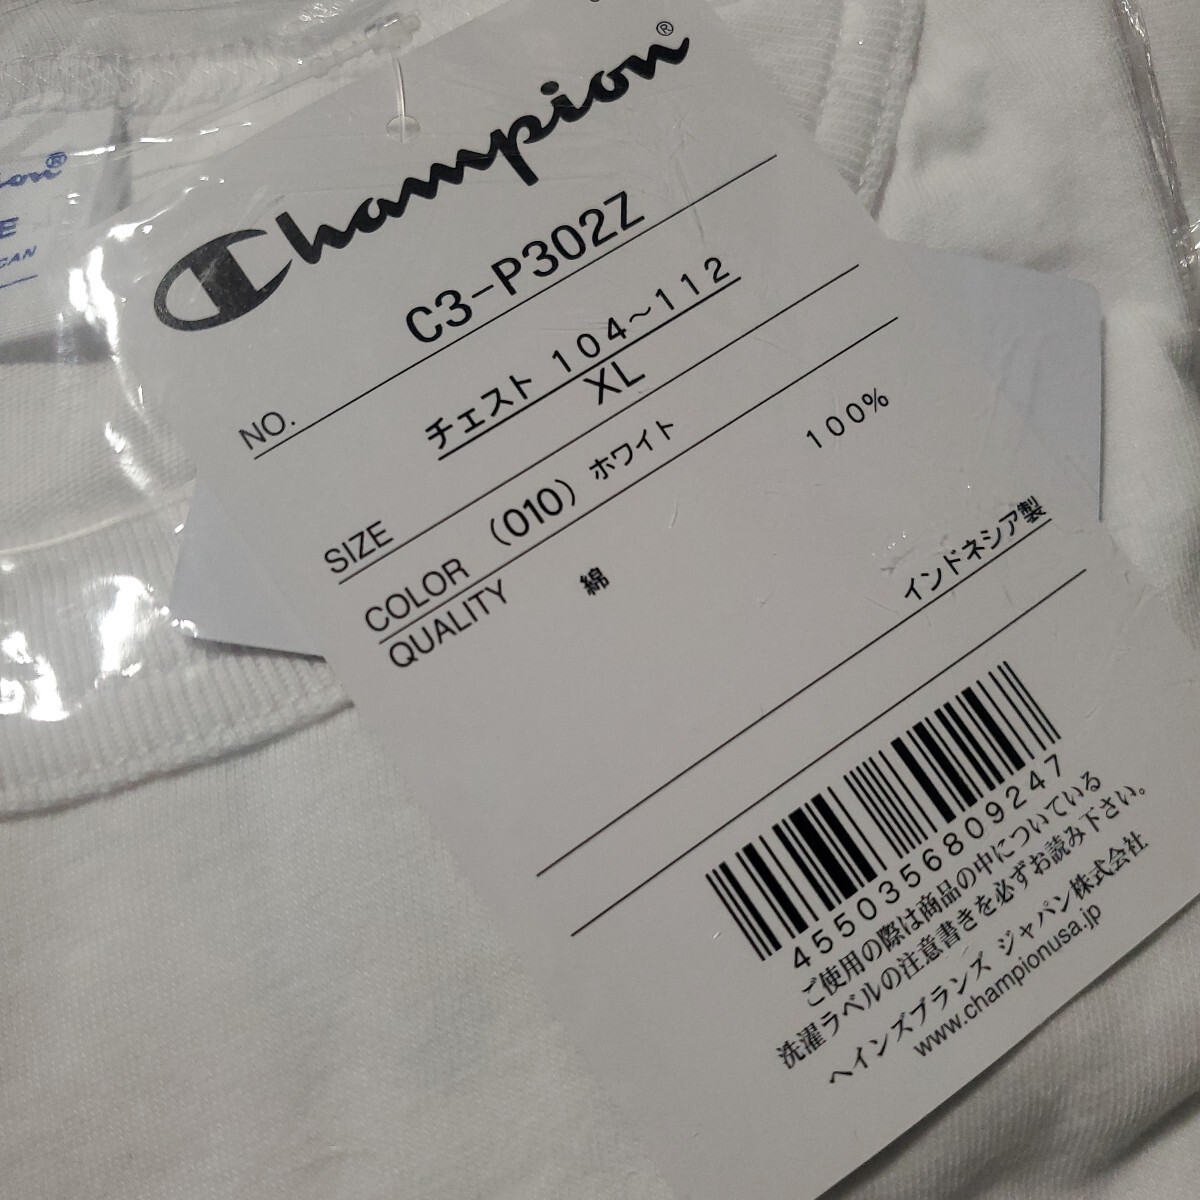 Champion®
NO. C3-P302Z
チェスト 104～112
SIZE XL
COLOR (010) ホワイト
QUALITY 綿 100%
インドネシア製
4550356809247
ご使用の際は商品の中についている
洗濯ラベルの注意書きを必ずお読み下さい。
ヘインズブランズ ジャパン株式会社
www.championusa.jp